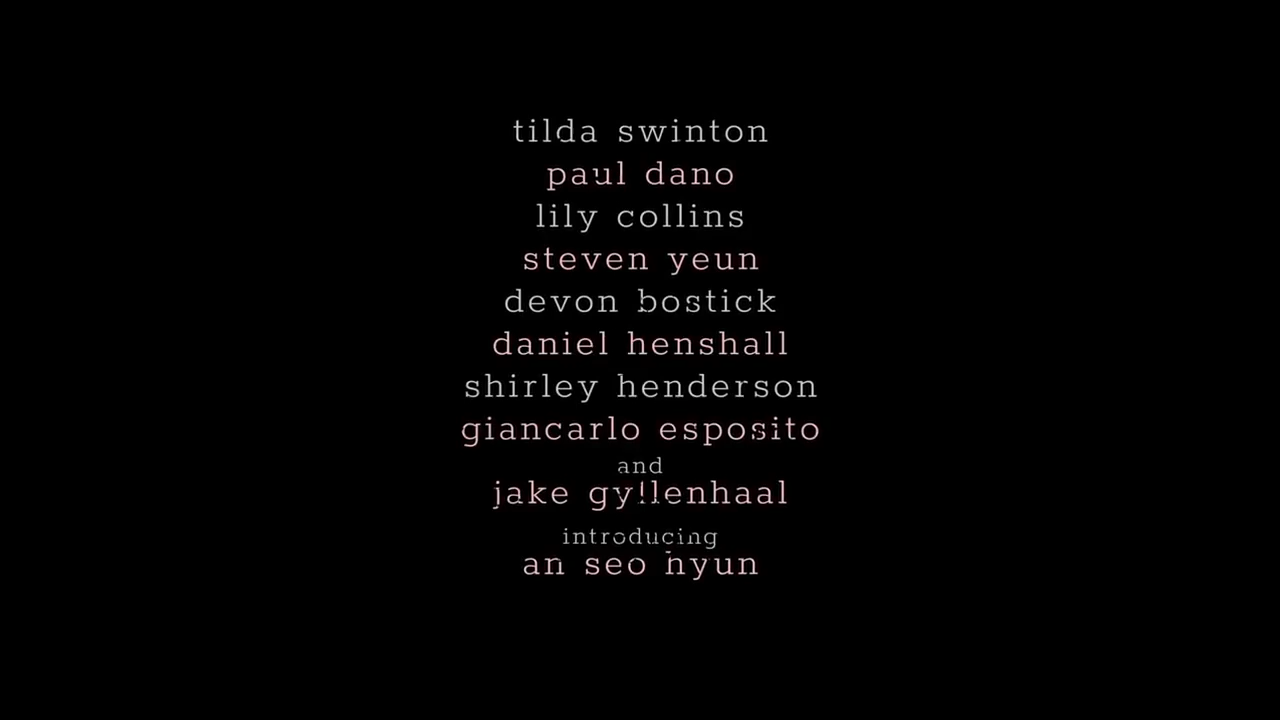 tilda swinton
paul dano
lily collins
steven yeun
devon bostick
daniel henshall
shirley henderson
giancarlo esposito
and
jake gyllenhaal
introducing
an seo hyun